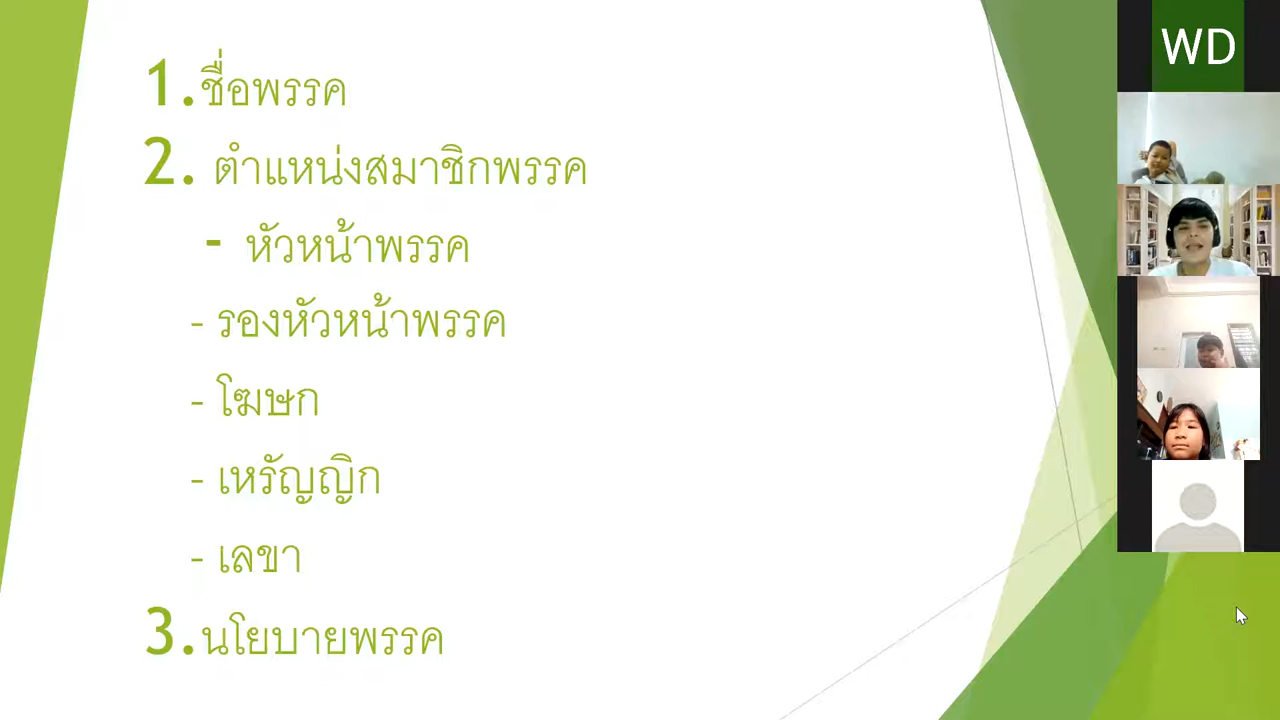 1.ชื่อพรรค
2. ตำแหน่งสมาชิกพรรค
- หัวหน้าพรรค
- รองหัวหน้าพรรค
- โฆษก
- เหรัญญิก
- เลขา
3.นโยบายพรรค
WD